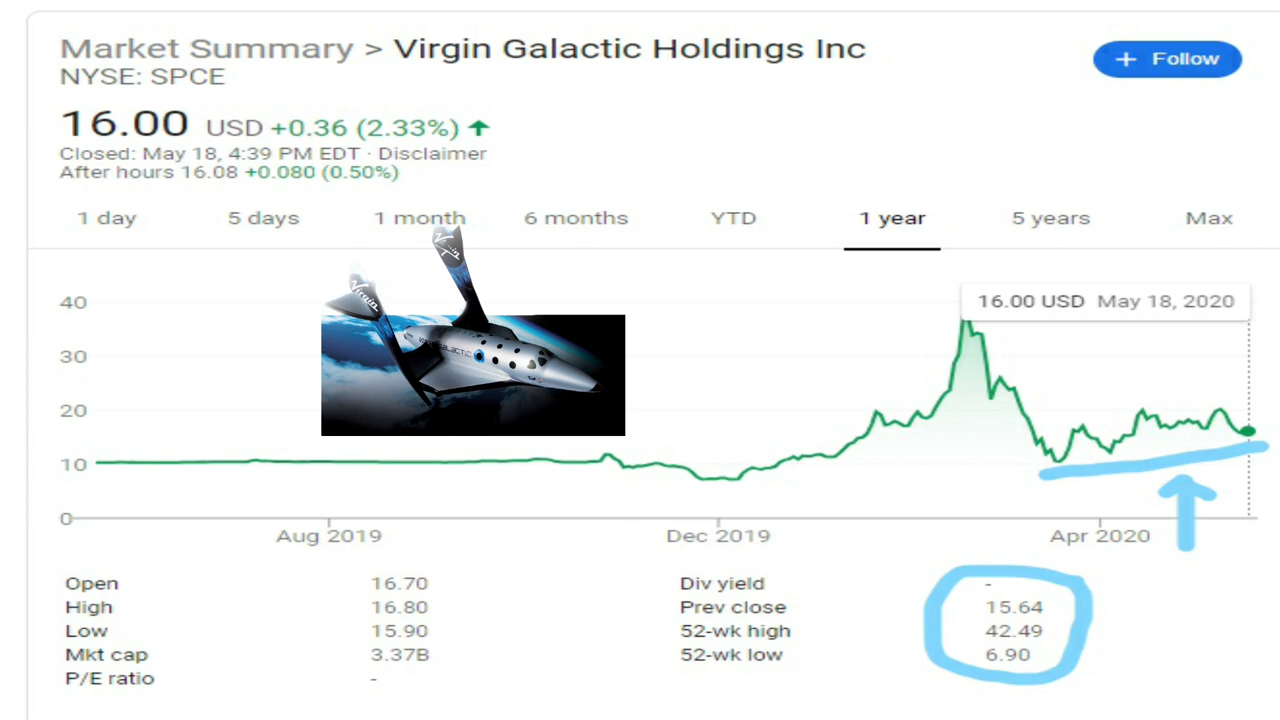 Market Summary > Virgin Galactic Holdings Inc
NYSE: SPCE
+ Follow
16.00 USD +0.36 (2.33%)
Closed: May 18, 4:39 PM EDT · Disclaimer
After hours 16.08 +0.080 (0.50%)
1 day 5 days 1 month 6 months YTD 1 year 5 years Max
Virgin
Virgin
GALACTIC
16.00 USD May 18, 2020
40
30
20
10
0
Aug 2019 Dec 2019 Apr 2020
Open 16.70 Div yield -
High 16.80 Prev close 15.64
Low 15.90 52-wk high 42.49
Mkt cap 3.37B 52-wk low 6.90
P/E ratio -